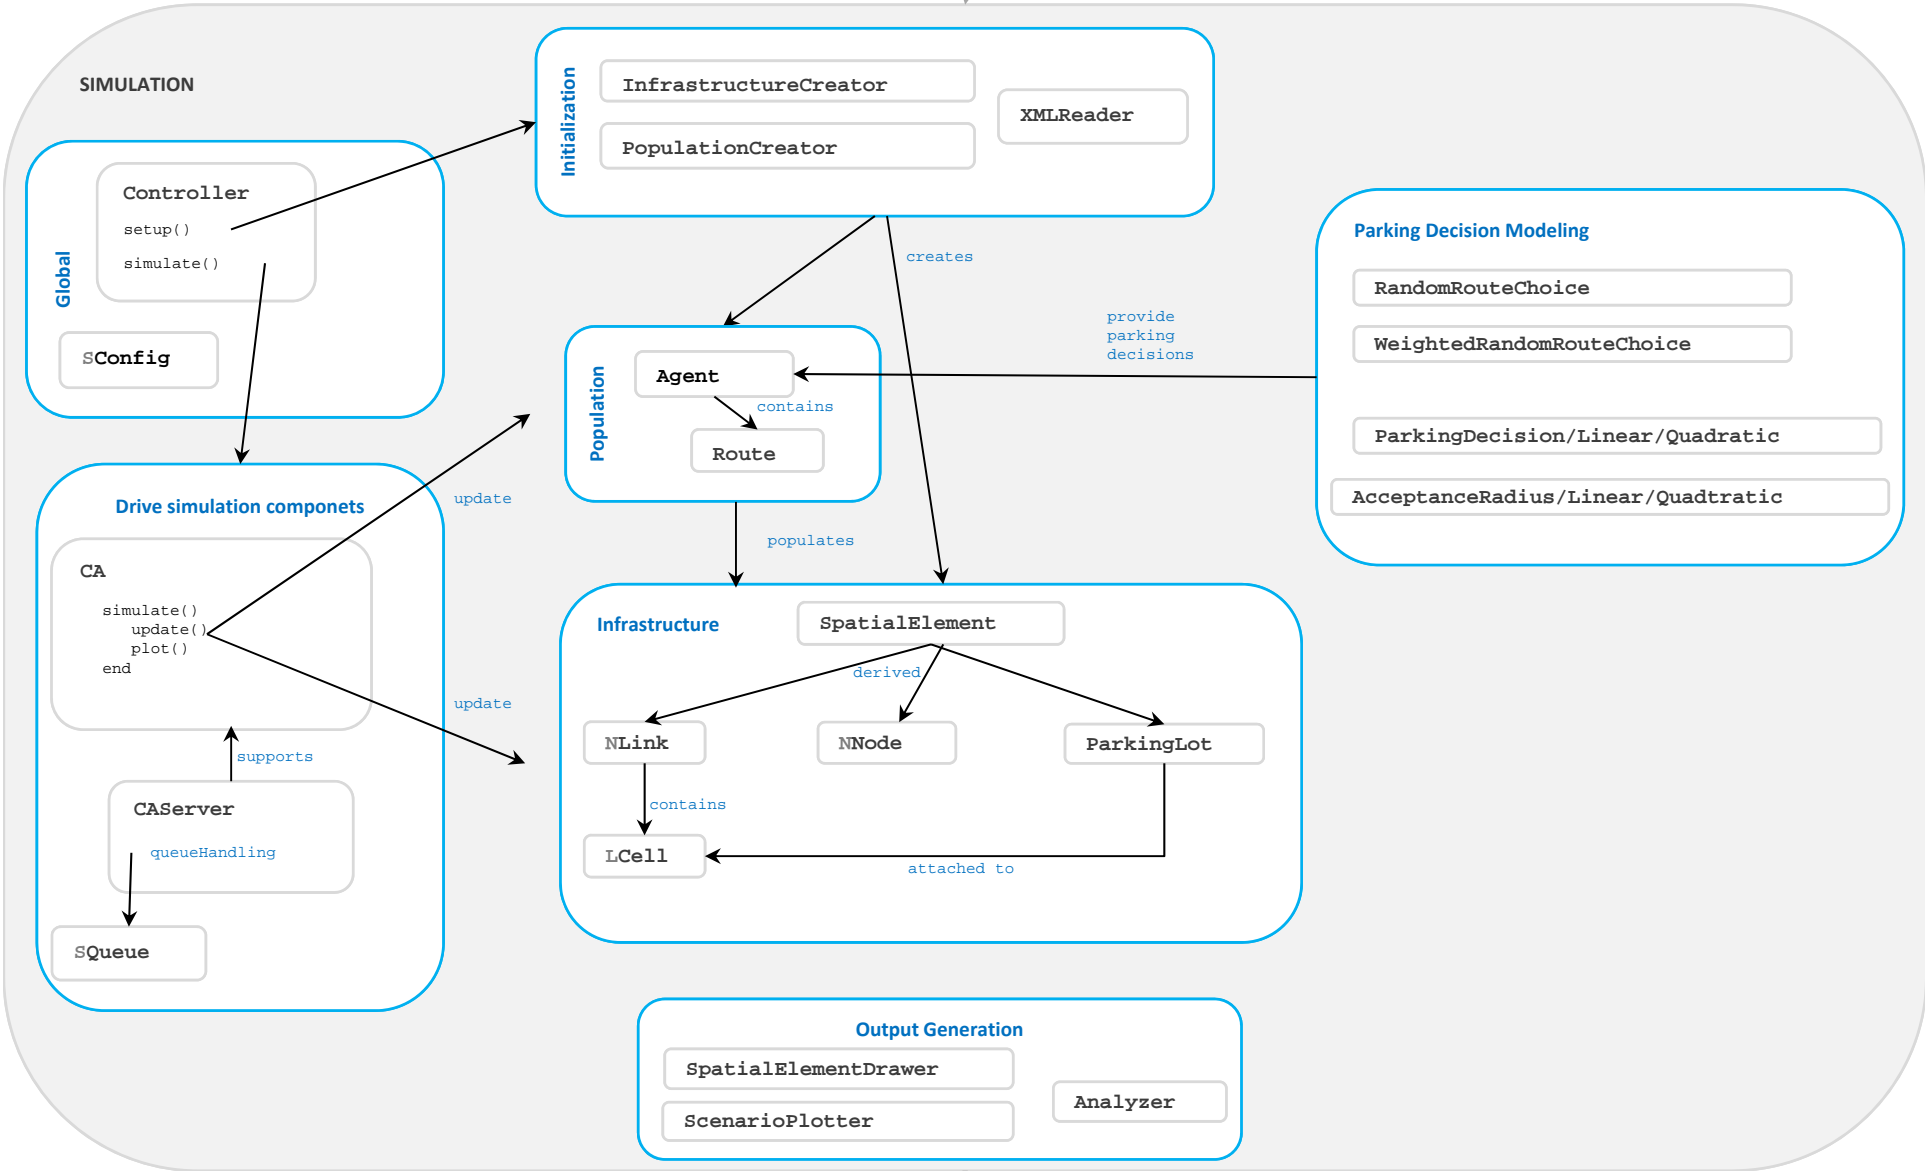 SIMULATION
Initialization
InfrastructureCreator
PopulationCreator
XMLReader
Global
Controller
setup()
simulate()
SConfig
creates
Parking Decision Modeling
RandomRouteChoice
WeightedRandomRouteChoice
ParkingDecision/Linear/Quadratic
AcceptanceRadius/Linear/Quadtratic
provide
parking
decisions
Population
Agent
contains
Route
populates
Drive simulation componets
CA
simulate()
update()
plot()
end
update
update
supports
CAServer
queueHandling
SQueue
Infrastructure
SpatialElement
derived
NLink
NNode
ParkingLot
contains
LCell
attached to
Output Generation
SpatialElementDrawer
ScenarioPlotter
Analyzer